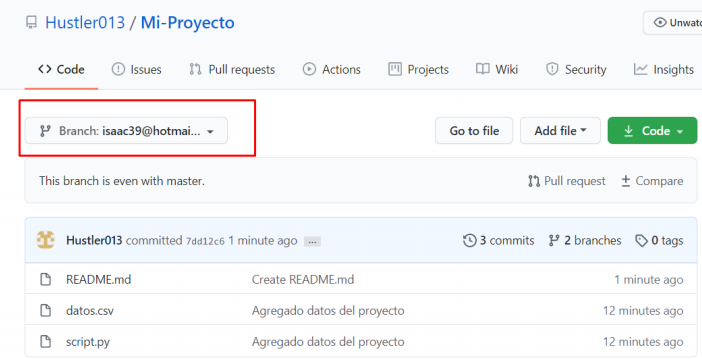 Hustler013 / Mi-Proyecto
Unwatc
Code Issues Pull requests Actions Projects Wiki Security Insights
Branch: isaac39@hotmai...
Go to file Add file Code
This branch is even with master.
Pull request Compare
Hustler013 committed 7dd12c6 1 minute ago ... 3 commits 2 branches 0 tags
README.md Create README.md 1 minute ago
datos.csv Agregado datos del proyecto 12 minutes ago
script.py Agregado datos del proyecto 12 minutes ago